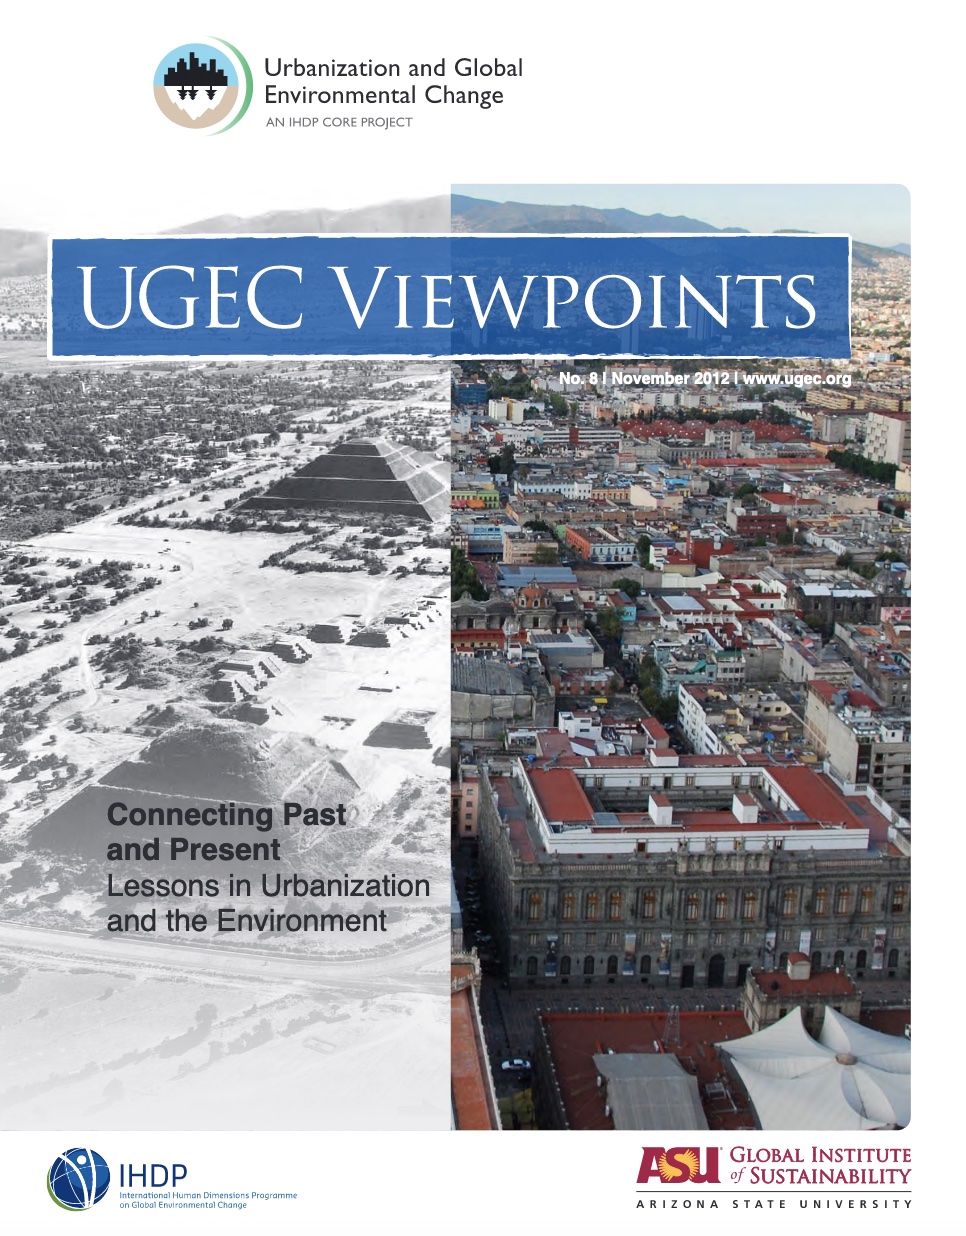 Urbanization and Global
Environmental Change
AN IHDP CORE PROJECT
UGEC VIEWPOINTS
No. 8 | November 2012 | www.ugec.org
Connecting Past
and Present
Lessons in Urbanization
and the Environment
IHDP
International Human Dimensions Programme
on Global Environmental Change
ASU GLOBAL INSTITUTE
of SUSTAINABILITY
ARIZONA STATE UNIVERSITY